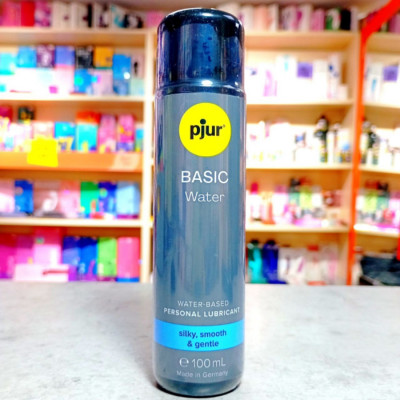 pjur®
BASIC
Water
WATER-BASED
PERSONAL LUBRICANT
silky, smooth
& gentle
℮ 100 mL
Made in Germany